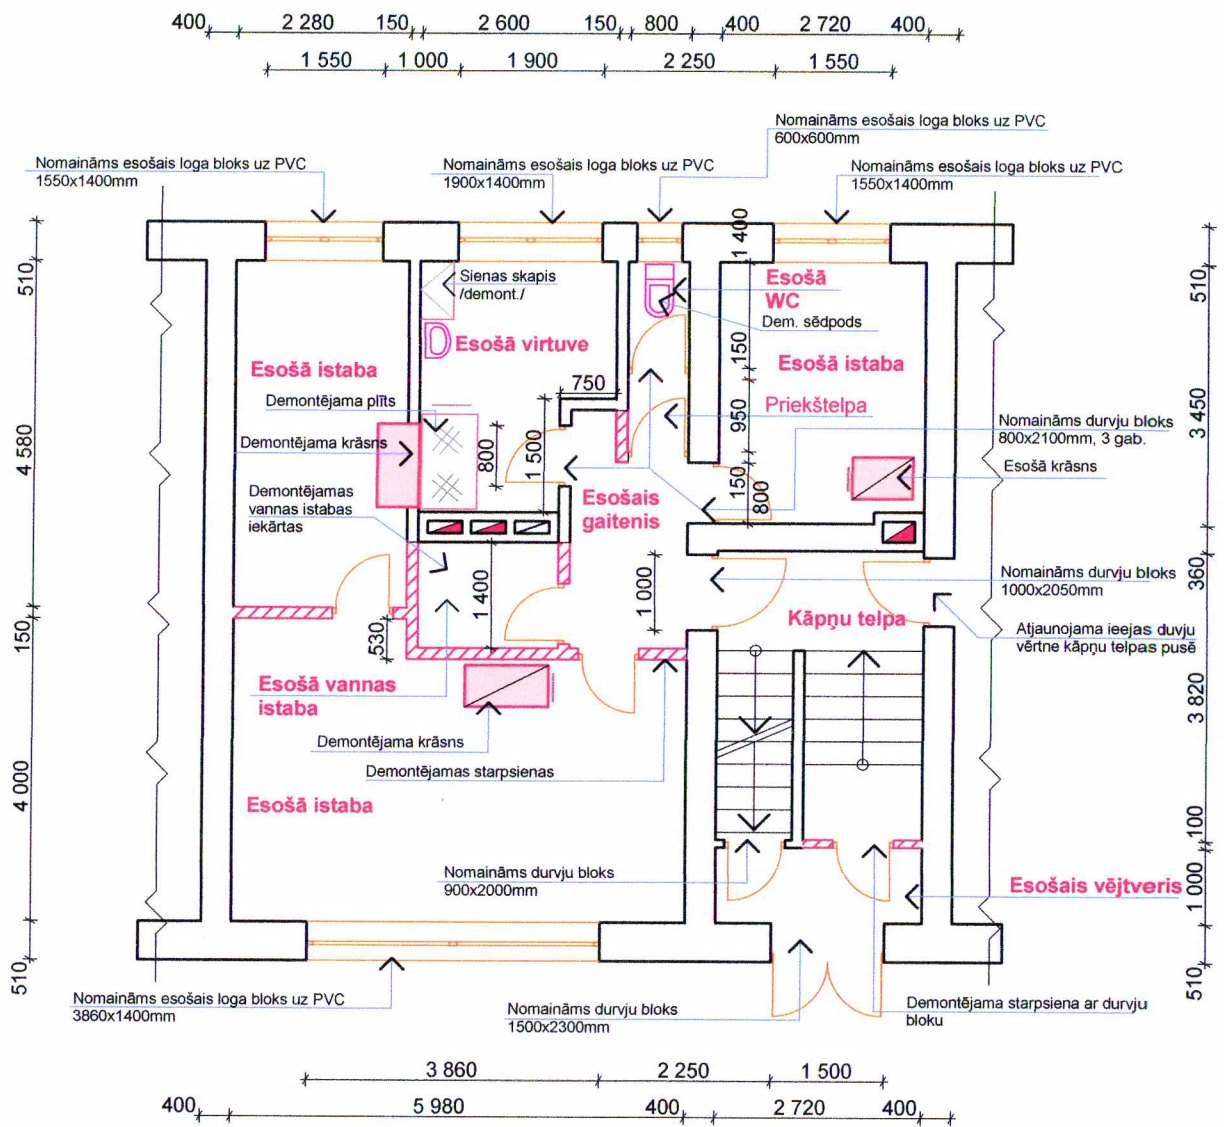 400 2 280 150 2 600 150 800 400 2 720 400
1 550 1 000 1 900 2 250 1 550
Nomaināms esošais loga bloks uz PVC
600x600mm
Nomaināms esošais loga bloks uz PVC
1550x1400mm
Nomaināms esošais loga bloks uz PVC
1900x1400mm
Nomaināms esošais loga bloks uz PVC
1550x1400mm
510
4 580
150
4 000
510
1 400
150
950
150
800
510
3 450
360
3 820
100
1 000
510
Sienas skapis
/demont./
Esošā
WC
Dem. sēdpods
Esošā virtuve
Esošā istaba
Esošā istaba
Priekštelpa
750
800
1 500
Demontējama plīts
Demontējama krāsns
Nomaināms durvju bloks
800x2100mm, 3 gab.
Esošā krāsns
Demontējamas
vannas istabas
iekārtas
Esošais
gaitenis
1 400
1 000
530
Nomaināms durvju bloks
1000x2050mm
Kāpņu telpa
Atjaunojama ieejas duvju
vērtne kāpņu telpas pusē
Esošā vannas
istaba
Demontējama krāsns
Demontējamas starpsienas
Esošā istaba
Nomaināms durvju bloks
900x2000mm
Esošais vējtveris
Nomaināms esošais loga bloks uz PVC
3860x1400mm
Nomaināms durvju bloks
1500x2300mm
Demontējama starpsiena ar durvju
bloku
3 860 2 250 1 500
400 5 980 400 2 720 400